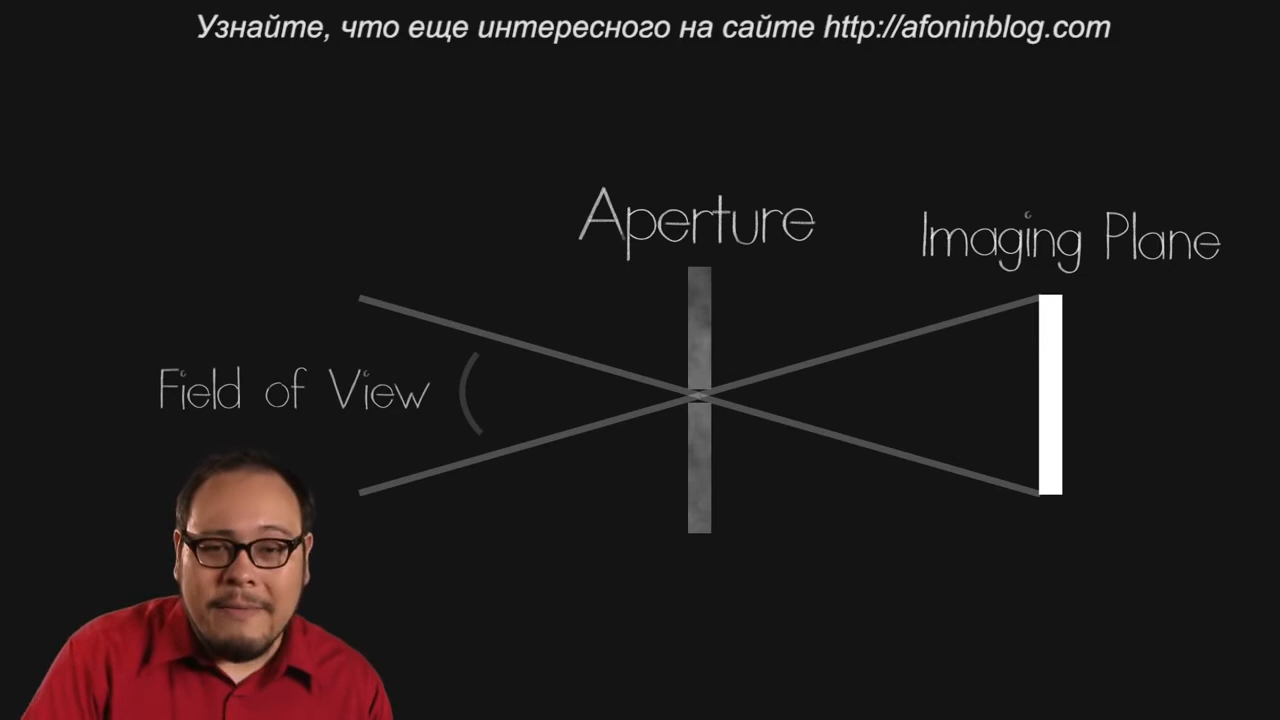 Узнайте, что еще интересного на сайте http://afoninblog.com
Aperture
Imaging Plane
Field of View